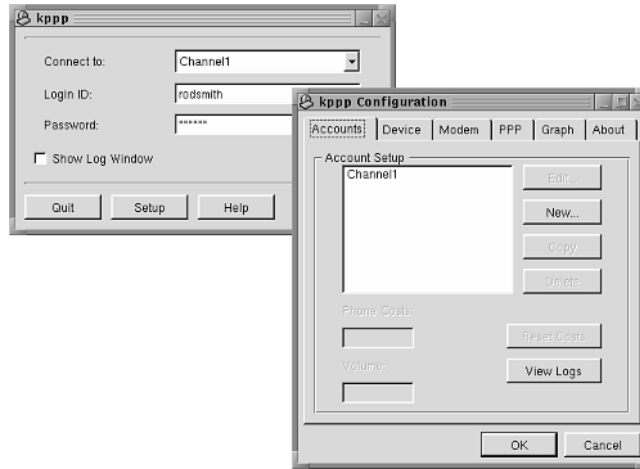 kppp
Connect to:
Channel1
Login ID:
rodsmith
Password:
******
Show Log Window
Quit
Setup
Help
kppp Configuration
Accounts
Device
Modem
PPP
Graph
About
Account Setup
Channel1
Edit...
New...
Copy
Delete
Phone Costs:
Reset Costs
Volume:
View Logs
OK
Cancel